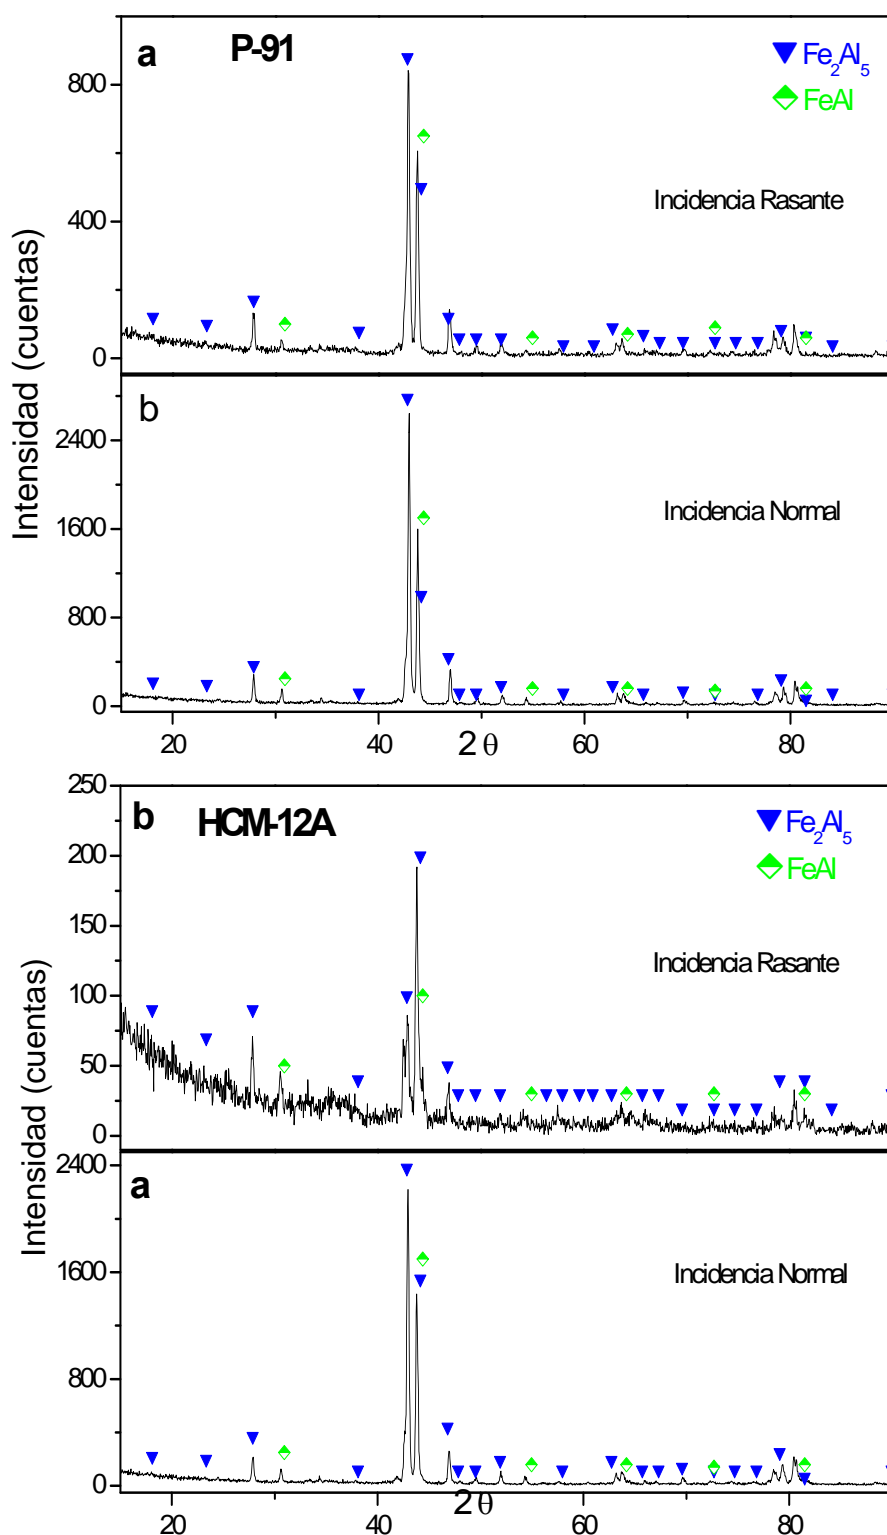 a P-91 Fe2Al5
FeAl
800
Incidencia Rasante
400
0
Intensidad (cuentas)
b
2400
Incidencia Normal
1600
800
0
20 40 60 80
2θ
250
b HCM-12A Fe2Al5
FeAl
200
150
Incidencia Rasante
100
50
0
Intensidad (cuentas)
2400
a
1600
Incidencia Normal
800
0
20 40 60 80
2θ